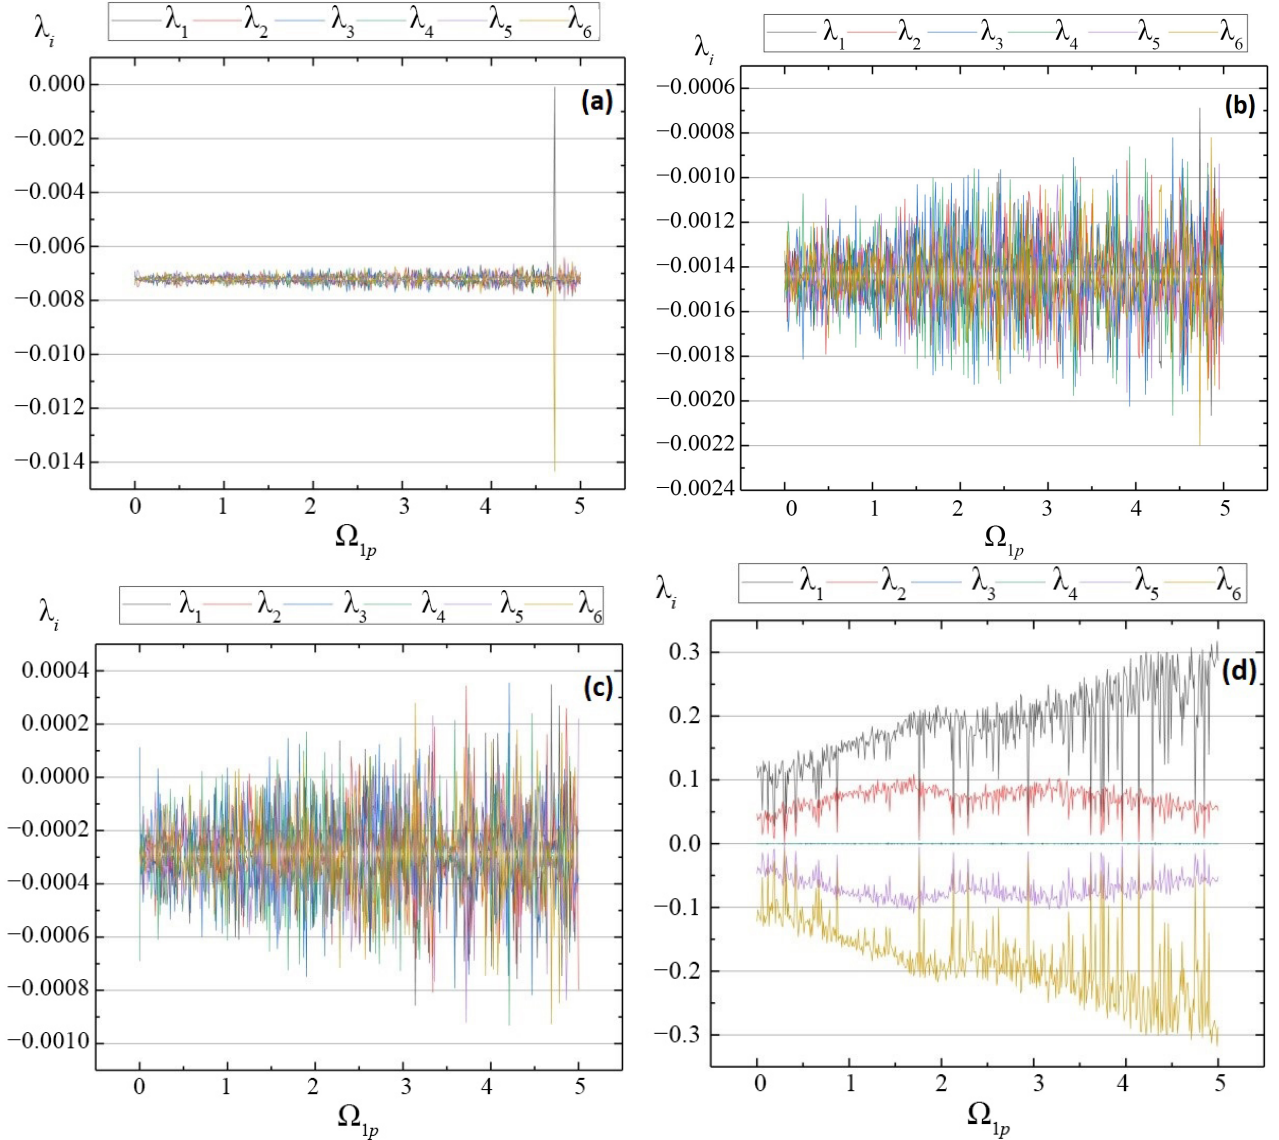 λ₁ λ₂ λ₃ λ₄ λ₅ λ₆
λᵢ
(a)
0.000
−0.002
−0.004
−0.006
−0.008
−0.010
−0.012
−0.014
0 1 2 3 4 5
Ω₁ₚ
λ₁ λ₂ λ₃ λ₄ λ₅ λ₆
λᵢ
(b)
−0.0006
−0.0008
−0.0010
−0.0012
−0.0014
−0.0016
−0.0018
−0.0020
−0.0022
−0.0024
0 1 2 3 4 5
Ω₁ₚ
λ₁ λ₂ λ₃ λ₄ λ₅ λ₆
λᵢ
(c)
0.0004
0.0002
0.0000
−0.0002
−0.0004
−0.0006
−0.0008
−0.0010
0 1 2 3 4 5
Ω₁ₚ
λ₁ λ₂ λ₃ λ₄ λ₅ λ₆
λᵢ
(d)
0.3
0.2
0.1
0.0
−0.1
−0.2
−0.3
0 1 2 3 4 5
Ω₁ₚ